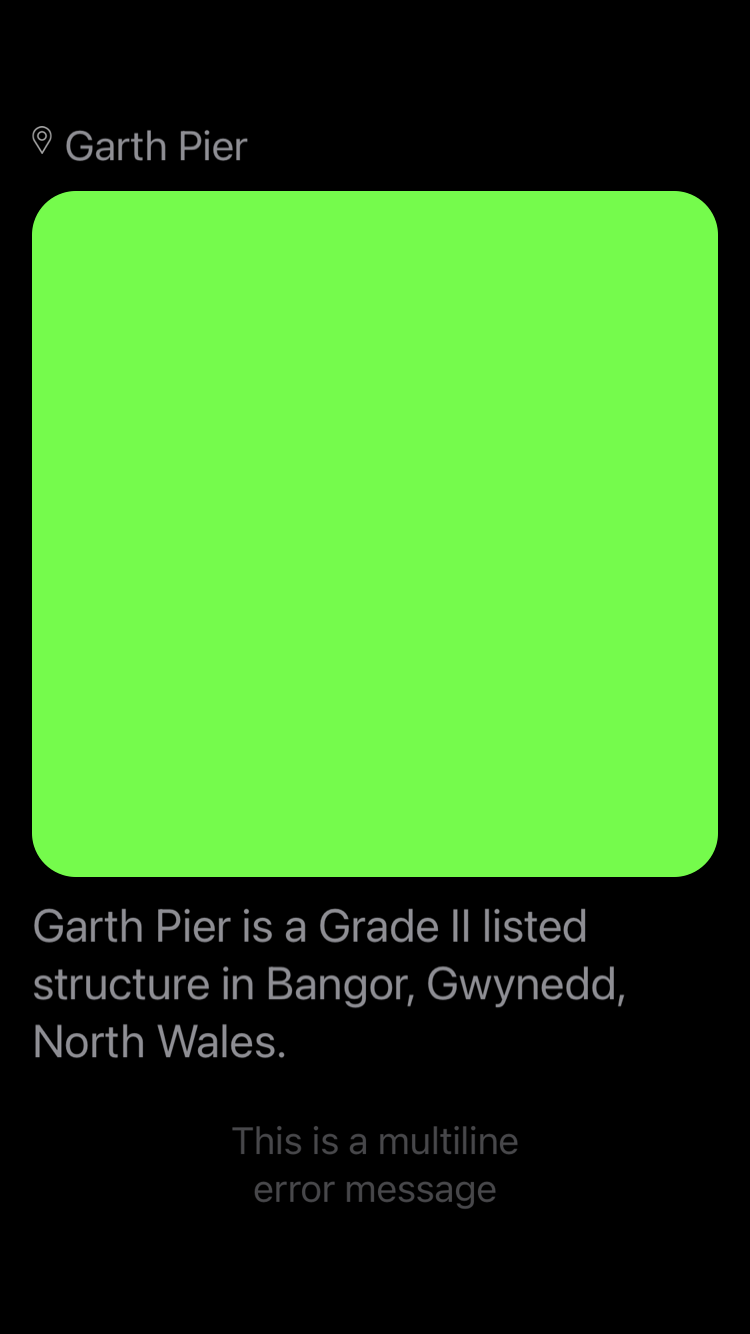 Garth Pier
Garth Pier is a Grade II listed
structure in Bangor, Gwynedd,
North Wales.
This is a multiline
error message